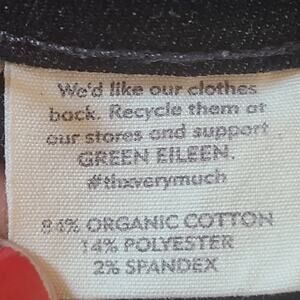 We'd like our clothes
back. Recycle them at
our stores and support
GREEN EILEEN.
#thxverymuch
84% ORGANIC COTTON
14% POLYESTER
2% SPANDEX